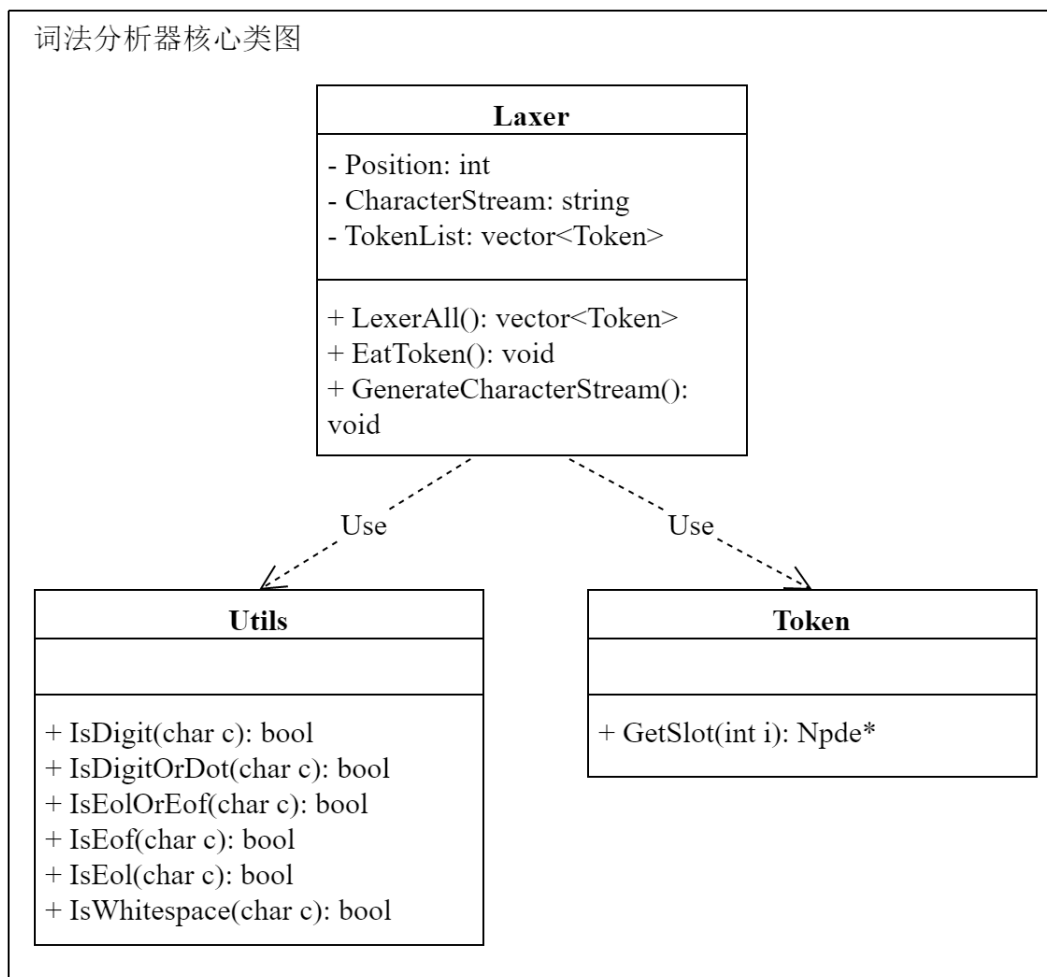 词法分析器核心类图
Laxer
- Position: int
- CharacterStream: string
- TokenList: vector<Token>
+ LexerAll(): vector<Token>
+ EatToken(): void
+ GenerateCharacterStream():
void
Use
Use
Utils
+ IsDigit(char c): bool
+ IsDigitOrDot(char c): bool
+ IsEolOrEof(char c): bool
+ IsEof(char c): bool
+ IsEol(char c): bool
+ IsWhitespace(char c): bool
Token
+ GetSlot(int i): Npde*